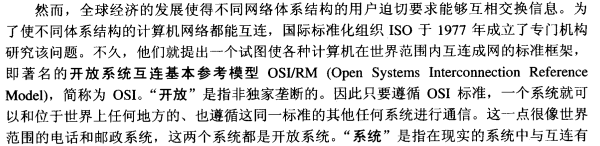 然而，全球经济的发展使得不同网络体系结构的用户迫切要求能够互相交换信息。为
了使不同体系结构的计算机网络都能互连，国际标准化组织 ISO 于 1977 年成立了专门机构
研究该问题。不久，他们就提出一个试图使各种计算机在世界范围内互连成网的标准框架，
即著名的开放系统互连基本参考模型 OSI/RM (Open Systems Interconnection Reference
Model)，简称为 OSI。“开放”是指非独家垄断的。因此只要遵循 OSI 标准，一个系统就可
以和位于世界上任何地方的、也遵循这同一标准的其他任何系统进行通信。这一点很像世界
范围的电话和邮政系统，这两个系统都是开放系统。“系统”是指在现实的系统中与互连有